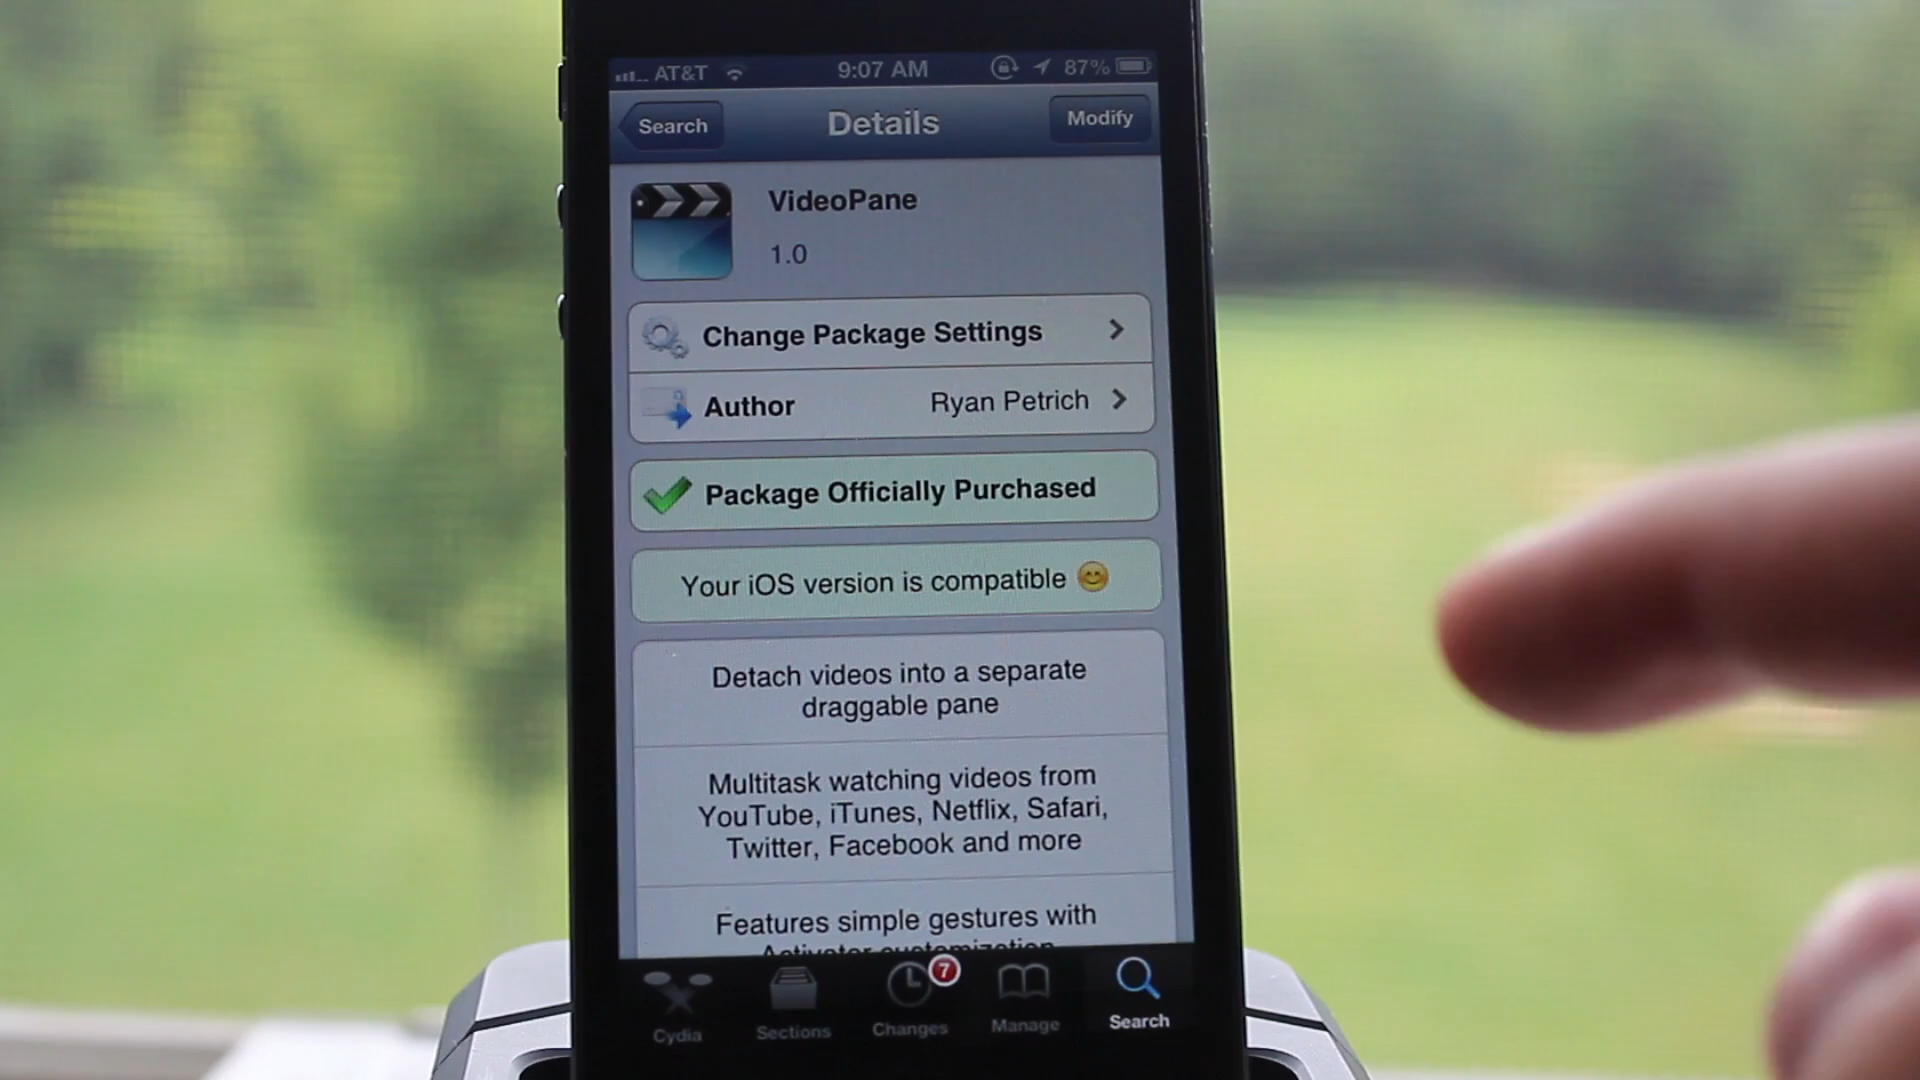 AT&T 9:07 AM 87%
Search Details Modify
VideoPane
1.0
Change Package Settings
Author Ryan Petrich
Package Officially Purchased
Your iOS version is compatible 😊
Detach videos into a separate
draggable pane
Multitask watching videos from
YouTube, iTunes, Netflix, Safari,
Twitter, Facebook and more
Features simple gestures with
Activator customization
7
Cydia Sections Changes Manage Search